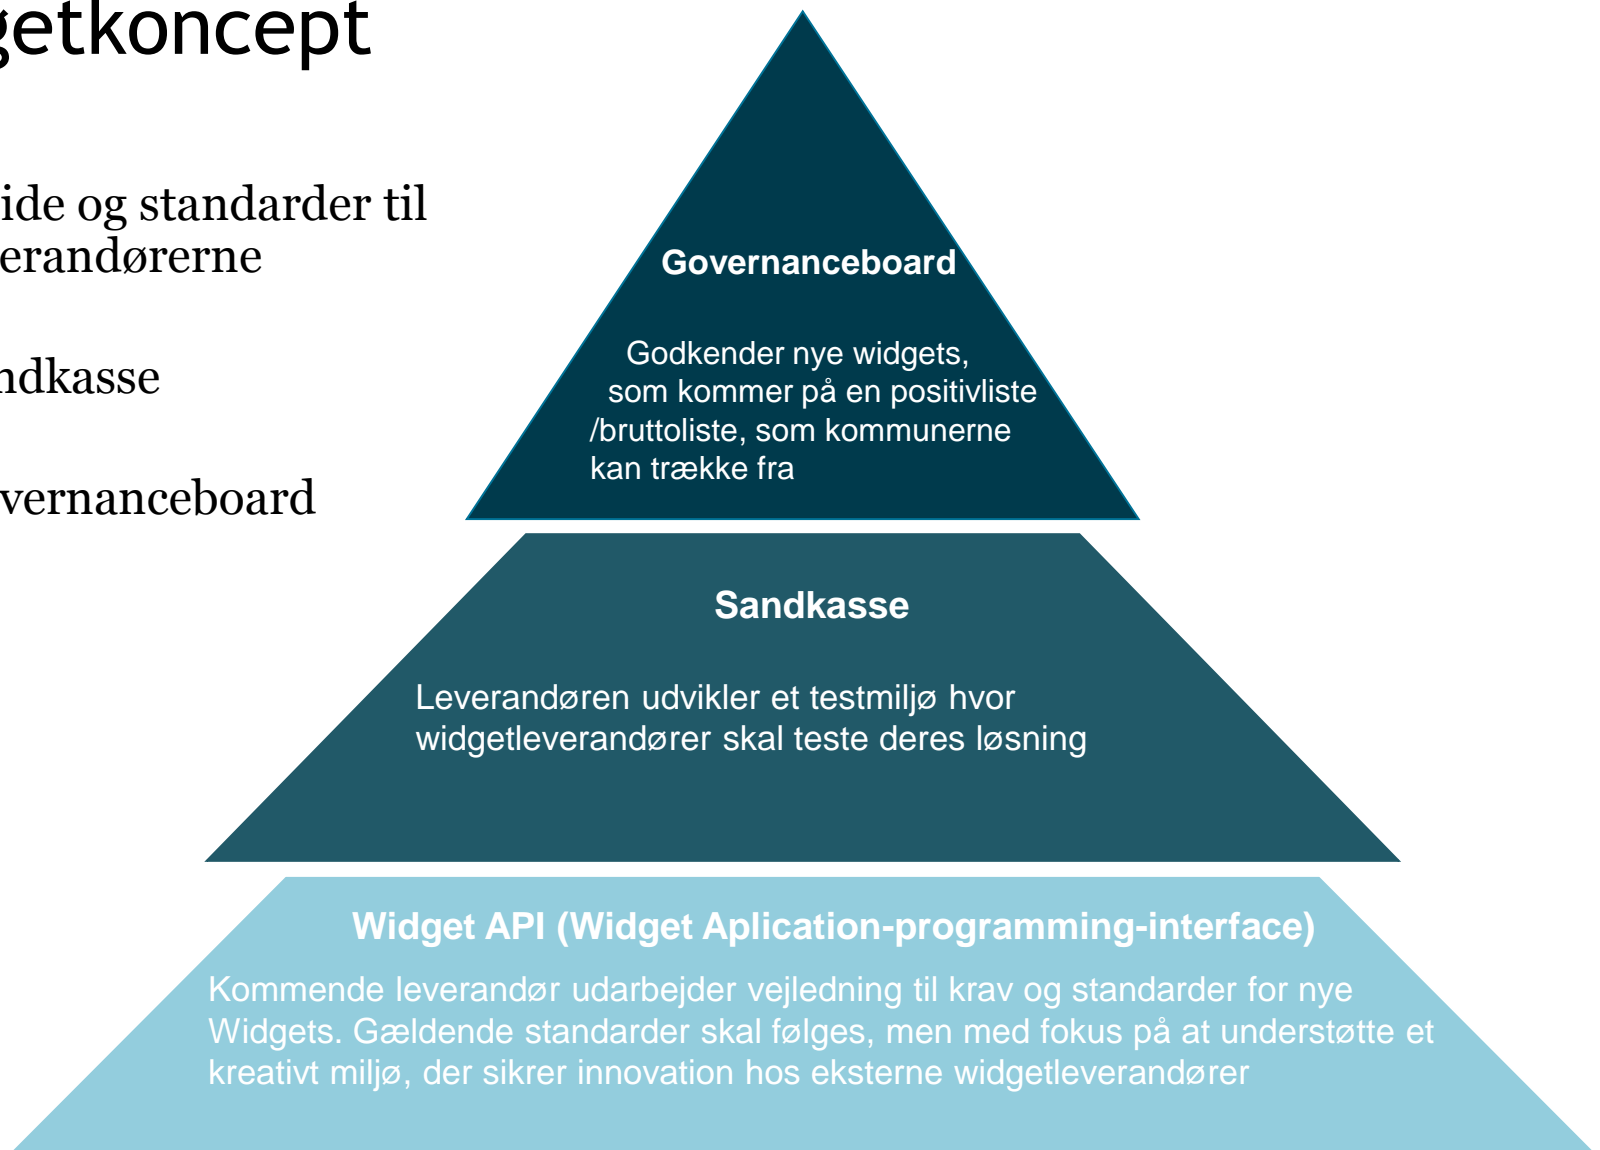 getkoncept
ide og standarder til
erandørerne
ndkasse
vernanceboard
Governanceboard
Godkender nye widgets,
som kommer på en positivliste
/bruttoliste, som kommunerne
kan trække fra
Sandkasse
Leverandøren udvikler et testmiljø hvor
widgetleverandører skal teste deres løsning
Widget API (Widget Aplication-programming-interface)
Kommende leverandør udarbejder vejledning til krav og standarder for nye
Widgets. Gældende standarder skal følges, men med fokus på at understøtte et
kreativt miljø, der sikrer innovation hos eksterne widgetleverandører